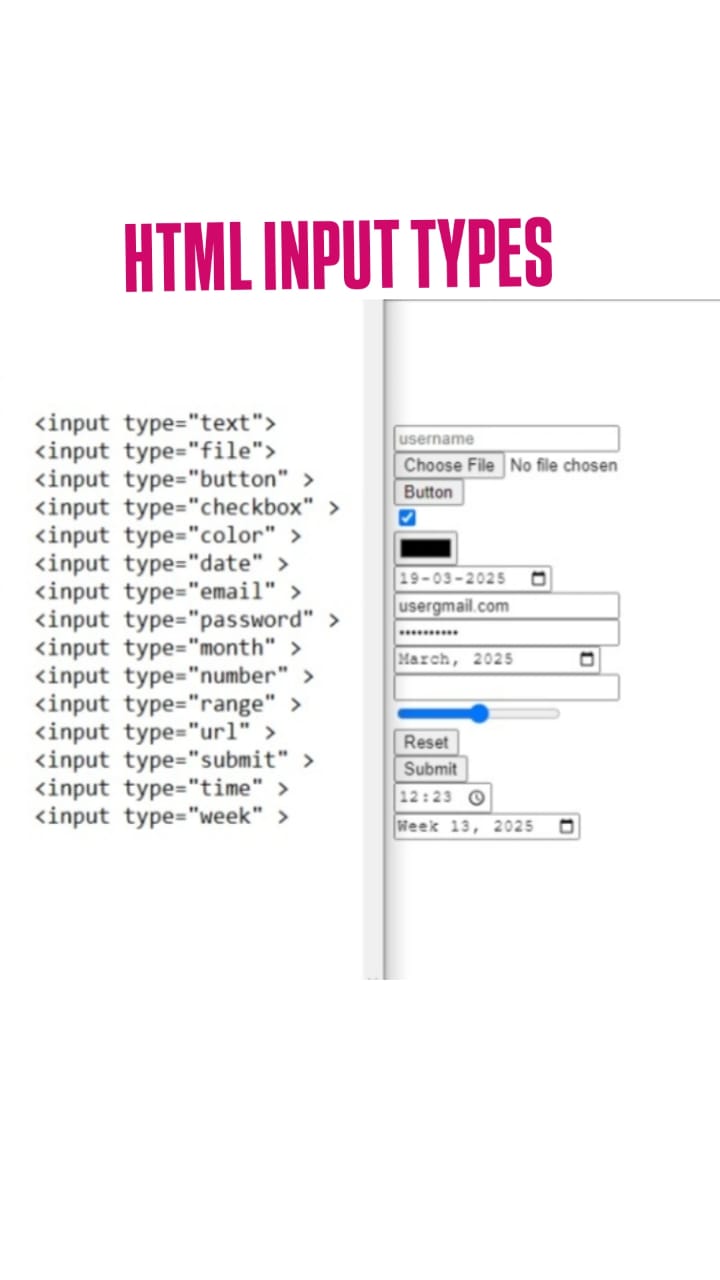 HTML INPUT TYPES
<input type="text">
<input type="file">
<input type="button" >
<input type="checkbox" >
<input type="color" >
<input type="date" >
<input type="email" >
<input type="password" >
<input type="month" >
<input type="number" >
<input type="range" >
<input type="url" >
<input type="submit" >
<input type="time" >
<input type="week" >
username
Choose File No file chosen
Button
19-03-2025
usergmail.com
••••••••••
March, 2025
Reset
Submit
12:23
Week 13, 2025